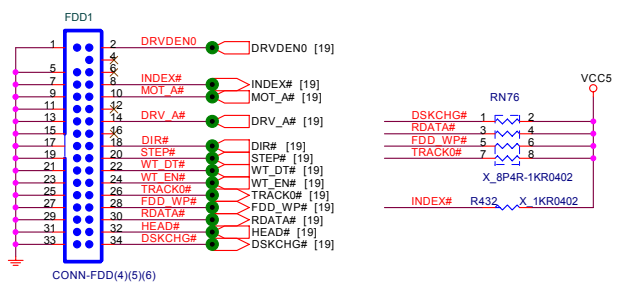 FDD1
1 2 DRVDEN0 DRVDEN0 [19]
4
5 6
7 8 INDEX# INDEX# [19]
9 10 MOT_A# MOT_A# [19]
11 12
13 14 DRV_A# DRV_A# [19]
15 16
17 18 DIR# DIR# [19]
19 20 STEP# STEP# [19]
21 22 WT_DT# WT_DT# [19]
23 24 WT_EN# WT_EN# [19]
25 26 TRACK0# TRACK0# [19]
27 28 FDD_WP# FDD_WP# [19]
29 30 RDATA# RDATA# [19]
31 32 HEAD# HEAD# [19]
33 34 DSKCHG# DSKCHG# [19]
CONN-FDD(4)(5)(6)
VCC5
RN76
DSKCHG# 1 2
RDATA# 3 4
FDD_WP# 5 6
TRACK0# 7 8
X_8P4R-1KR0402
INDEX# R432 X_1KR0402